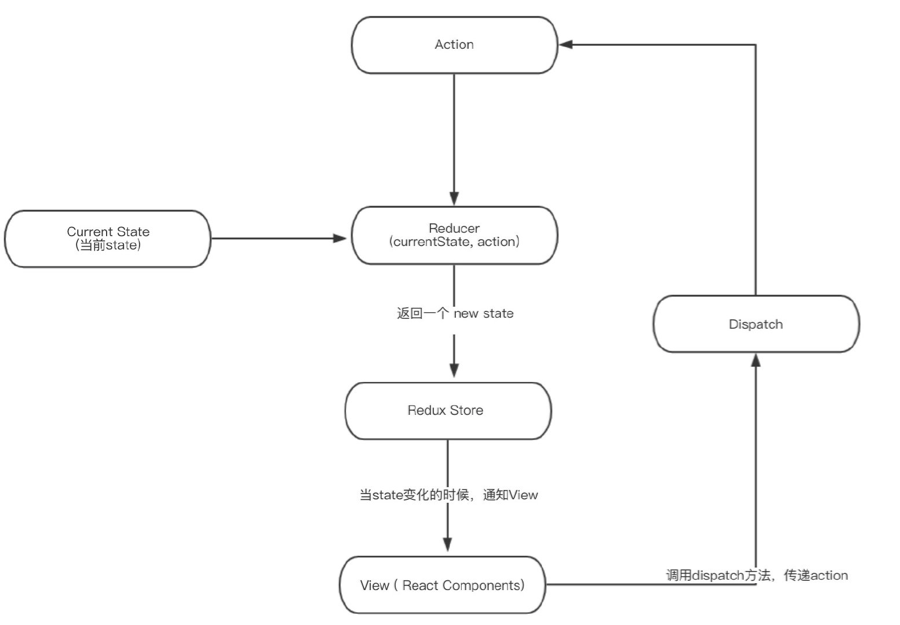 Action
Current State
(当前state)
Reducer
(currentState, action)
返回一个 new state
Dispatch
Redux Store
当state变化的时候，通知View
View ( React Components)
调用dispatch方法，传递action